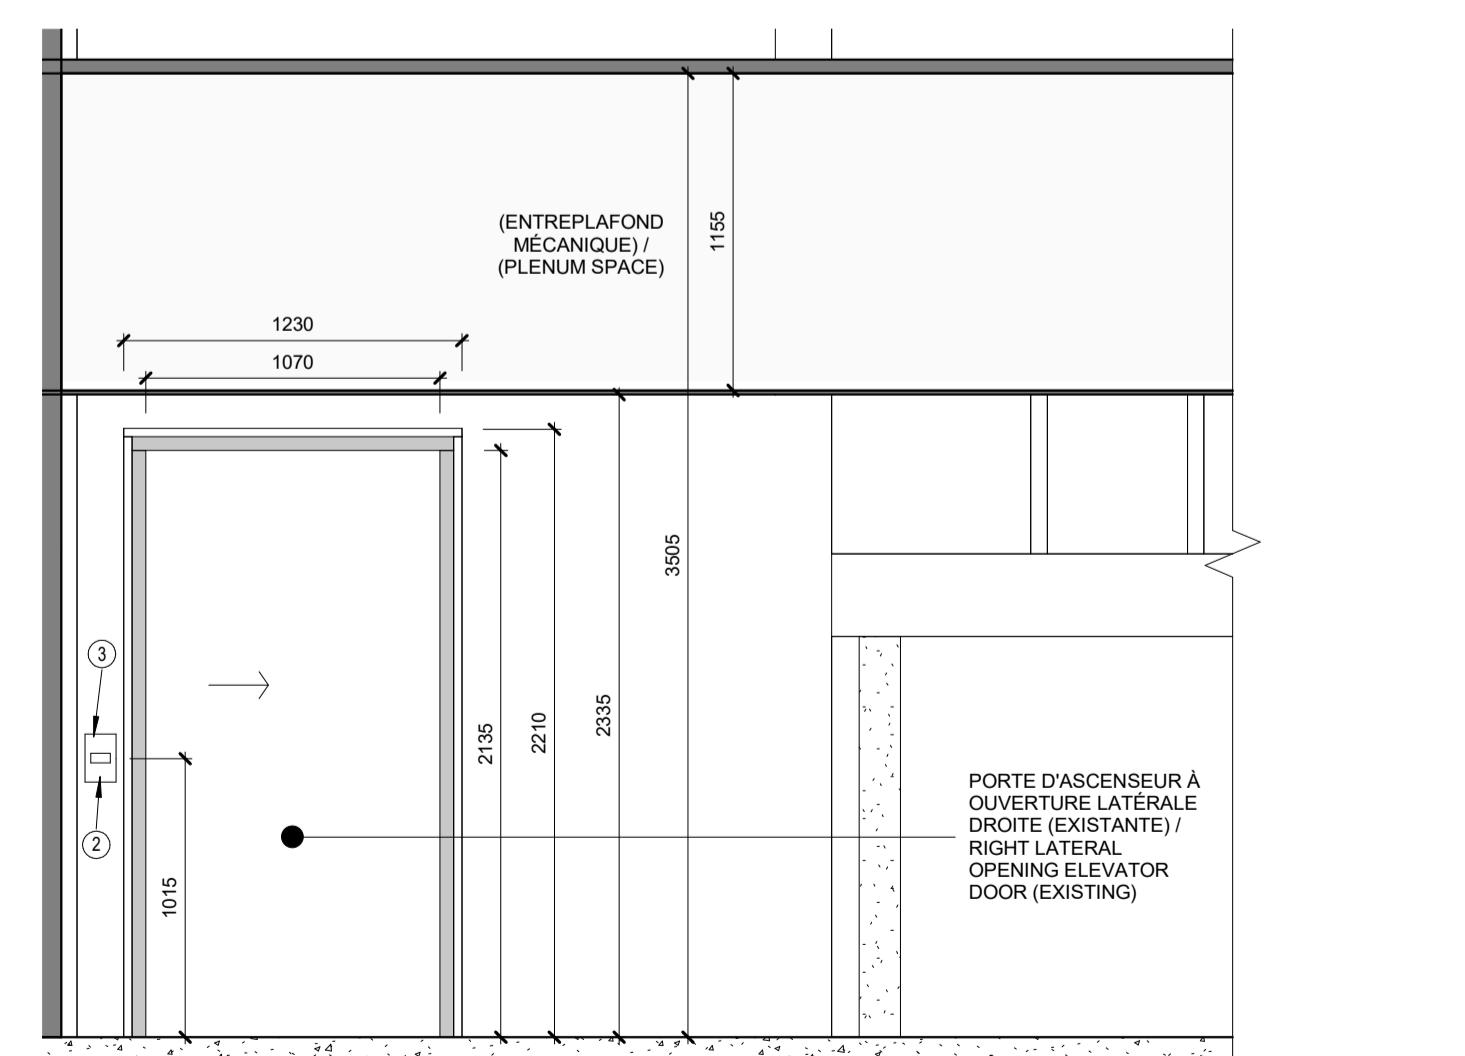 (ENTREPLAFOND
MÉCANIQUE) /
(PLENUM SPACE)
1155
1230
1070
3505
3
2135
2210
2335
2
1015
PORTE D'ASCENSEUR À
OUVERTURE LATÉRALE
DROITE (EXISTANTE) /
RIGHT LATERAL
OPENING ELEVATOR
DOOR (EXISTING)